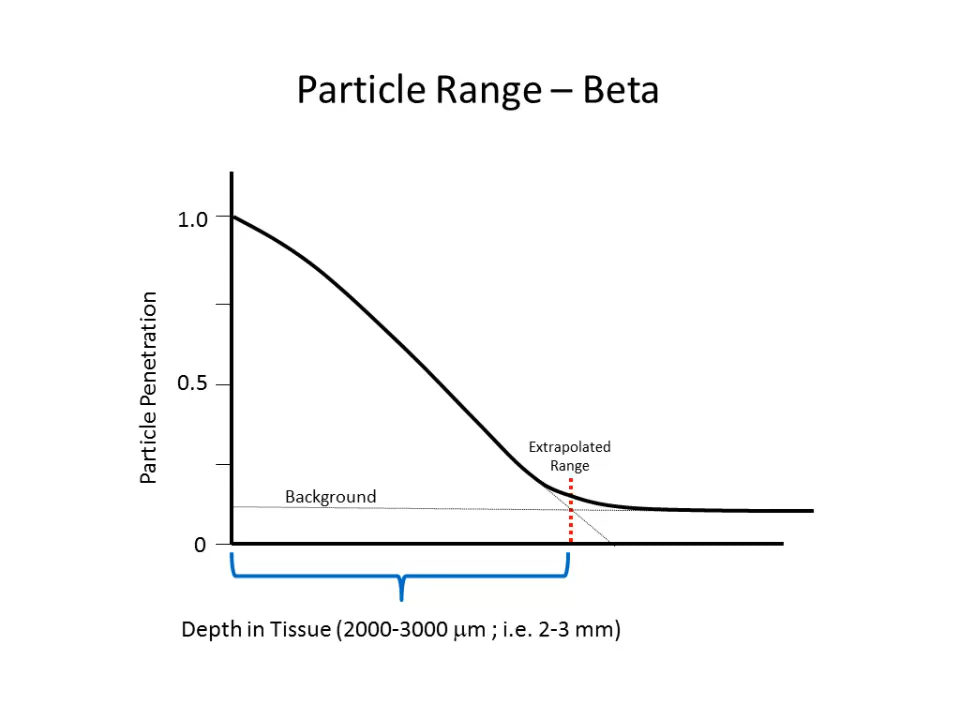 Particle Range – Beta
1.0
0.5
0
Particle Penetration
Extrapolated
Range
Background
Depth in Tissue (2000-3000 μm ; i.e. 2-3 mm)